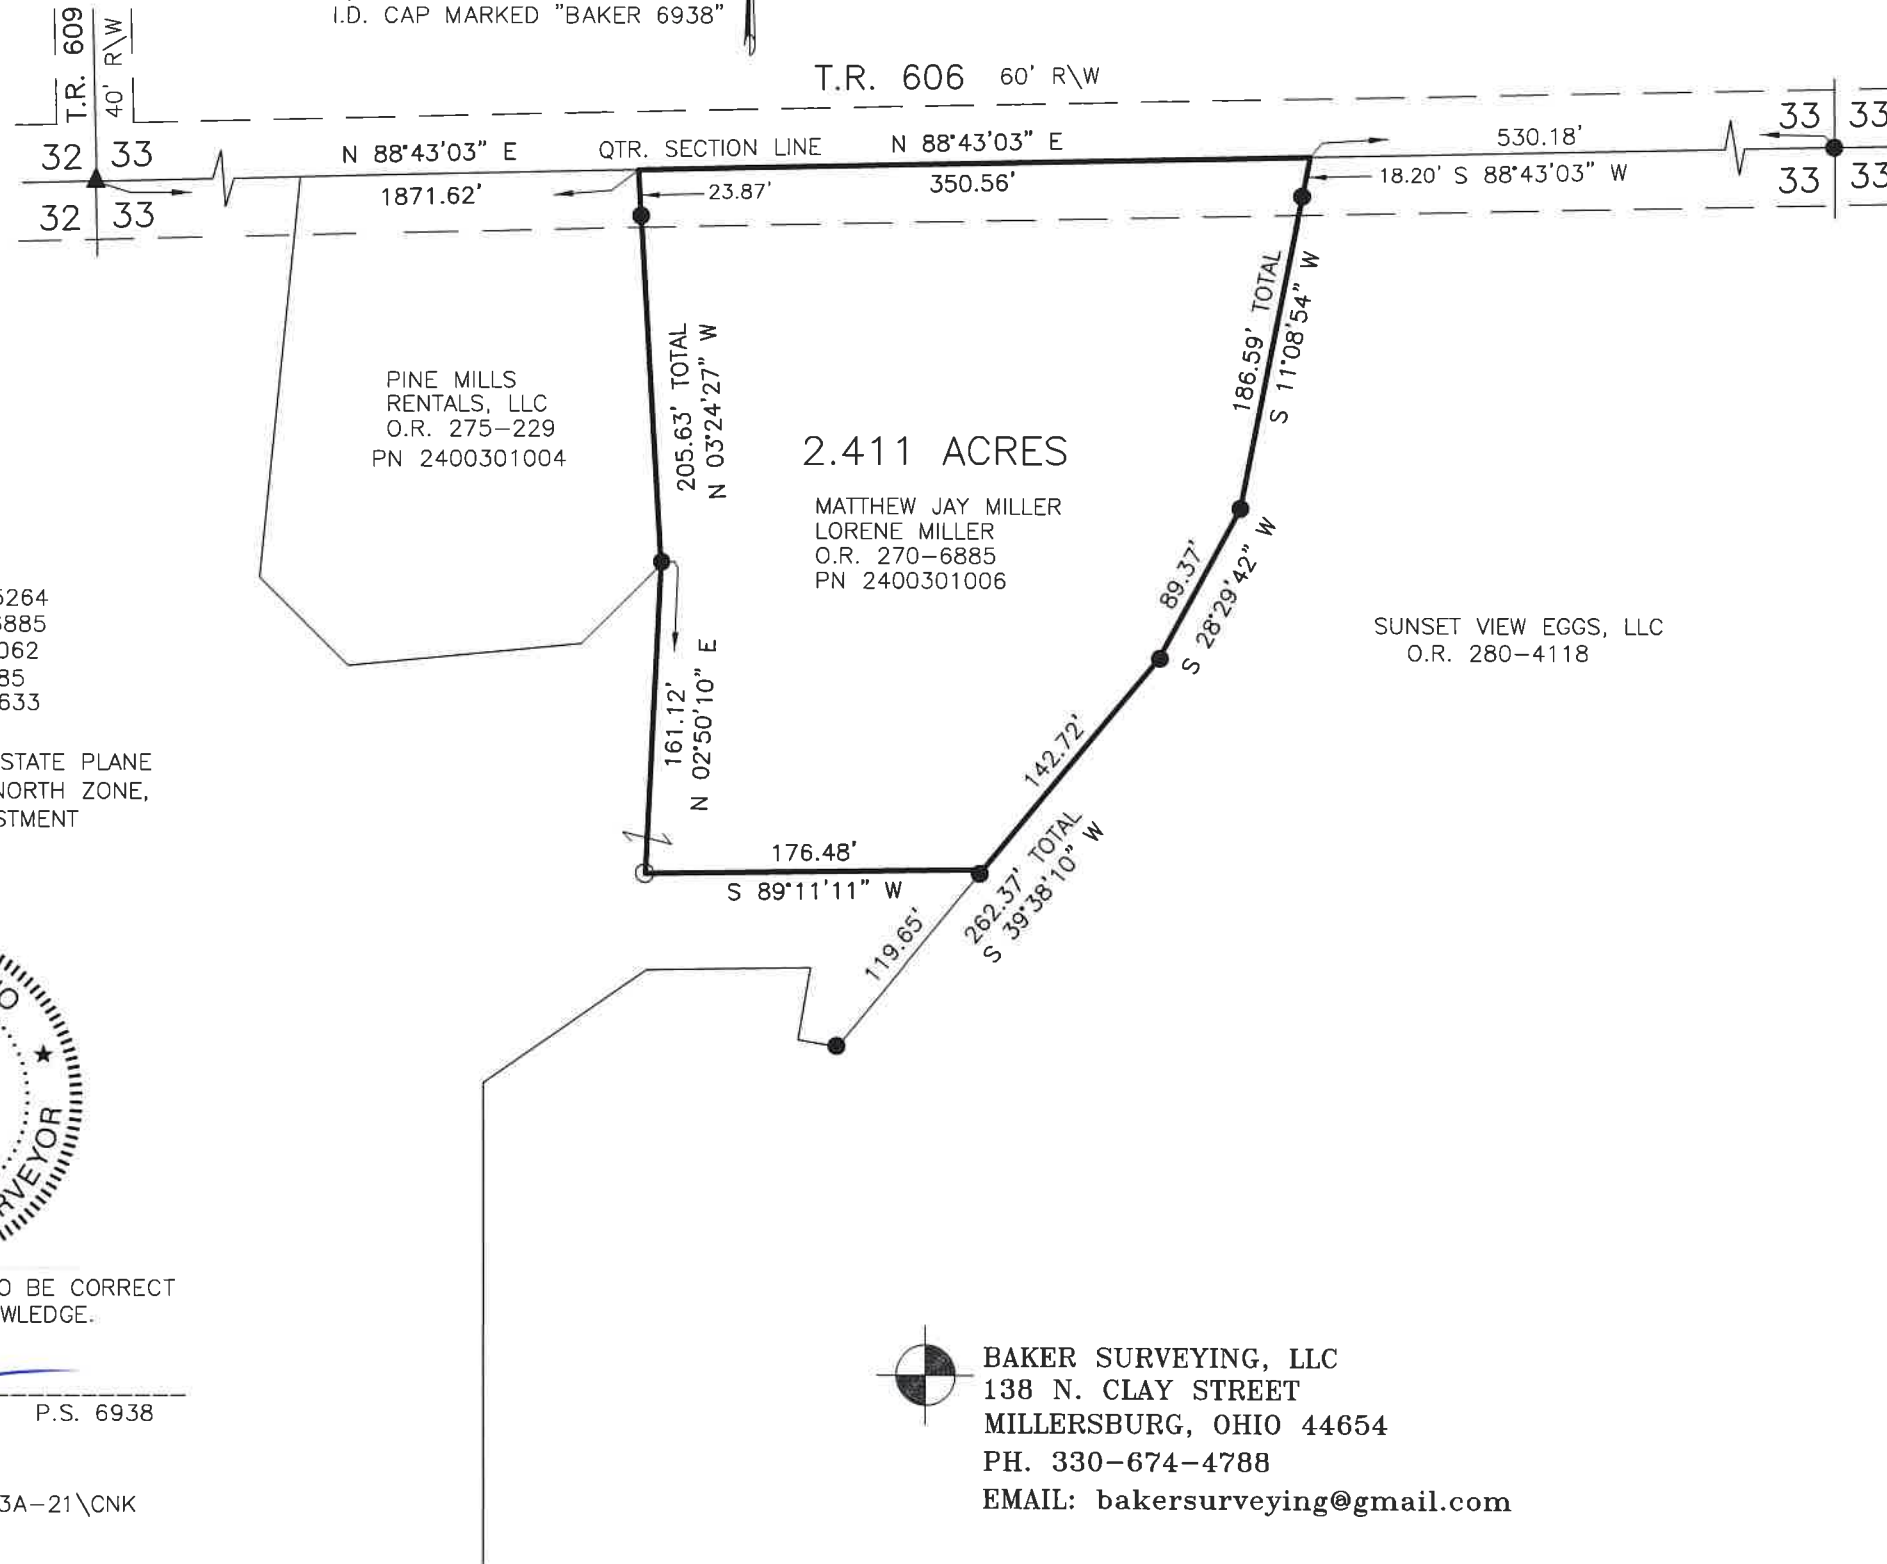 I.D. CAP MARKED "BAKER 6938"
T.R. 609
40' R\W
T.R. 606 60' R\W
32 33
32 33
N 88°43'03" E
1871.62'
QTR. SECTION LINE
N 88°43'03" E
350.56'
23.87'
530.18'
18.20' S 88°43'03" W
33 33
33 33
205.63' TOTAL
N 03°24'27" W
186.59' TOTAL
S 11°08'54" W
PINE MILLS
RENTALS, LLC
O.R. 275-229
PN 2400301004
2.411 ACRES
MATTHEW JAY MILLER
LORENE MILLER
O.R. 270-6885
PN 2400301006
89.37'
S 28°29'42" W
SUNSET VIEW EGGS, LLC
O.R. 280-4118
5264
6885
062
85
633
161.12'
N 02°50'10" E
142.72'
262.37' TOTAL
S 39°38'10" W
STATE PLANE
NORTH ZONE,
STMENT
176.48'
S 89°11'11" W
119.65'
O
RVEYOR
O BE CORRECT
WLEDGE.
P.S. 6938
3A-21\CNK
BAKER SURVEYING, LLC
138 N. CLAY STREET
MILLERSBURG, OHIO 44654
PH. 330-674-4788
EMAIL: bakersurveying@gmail.com